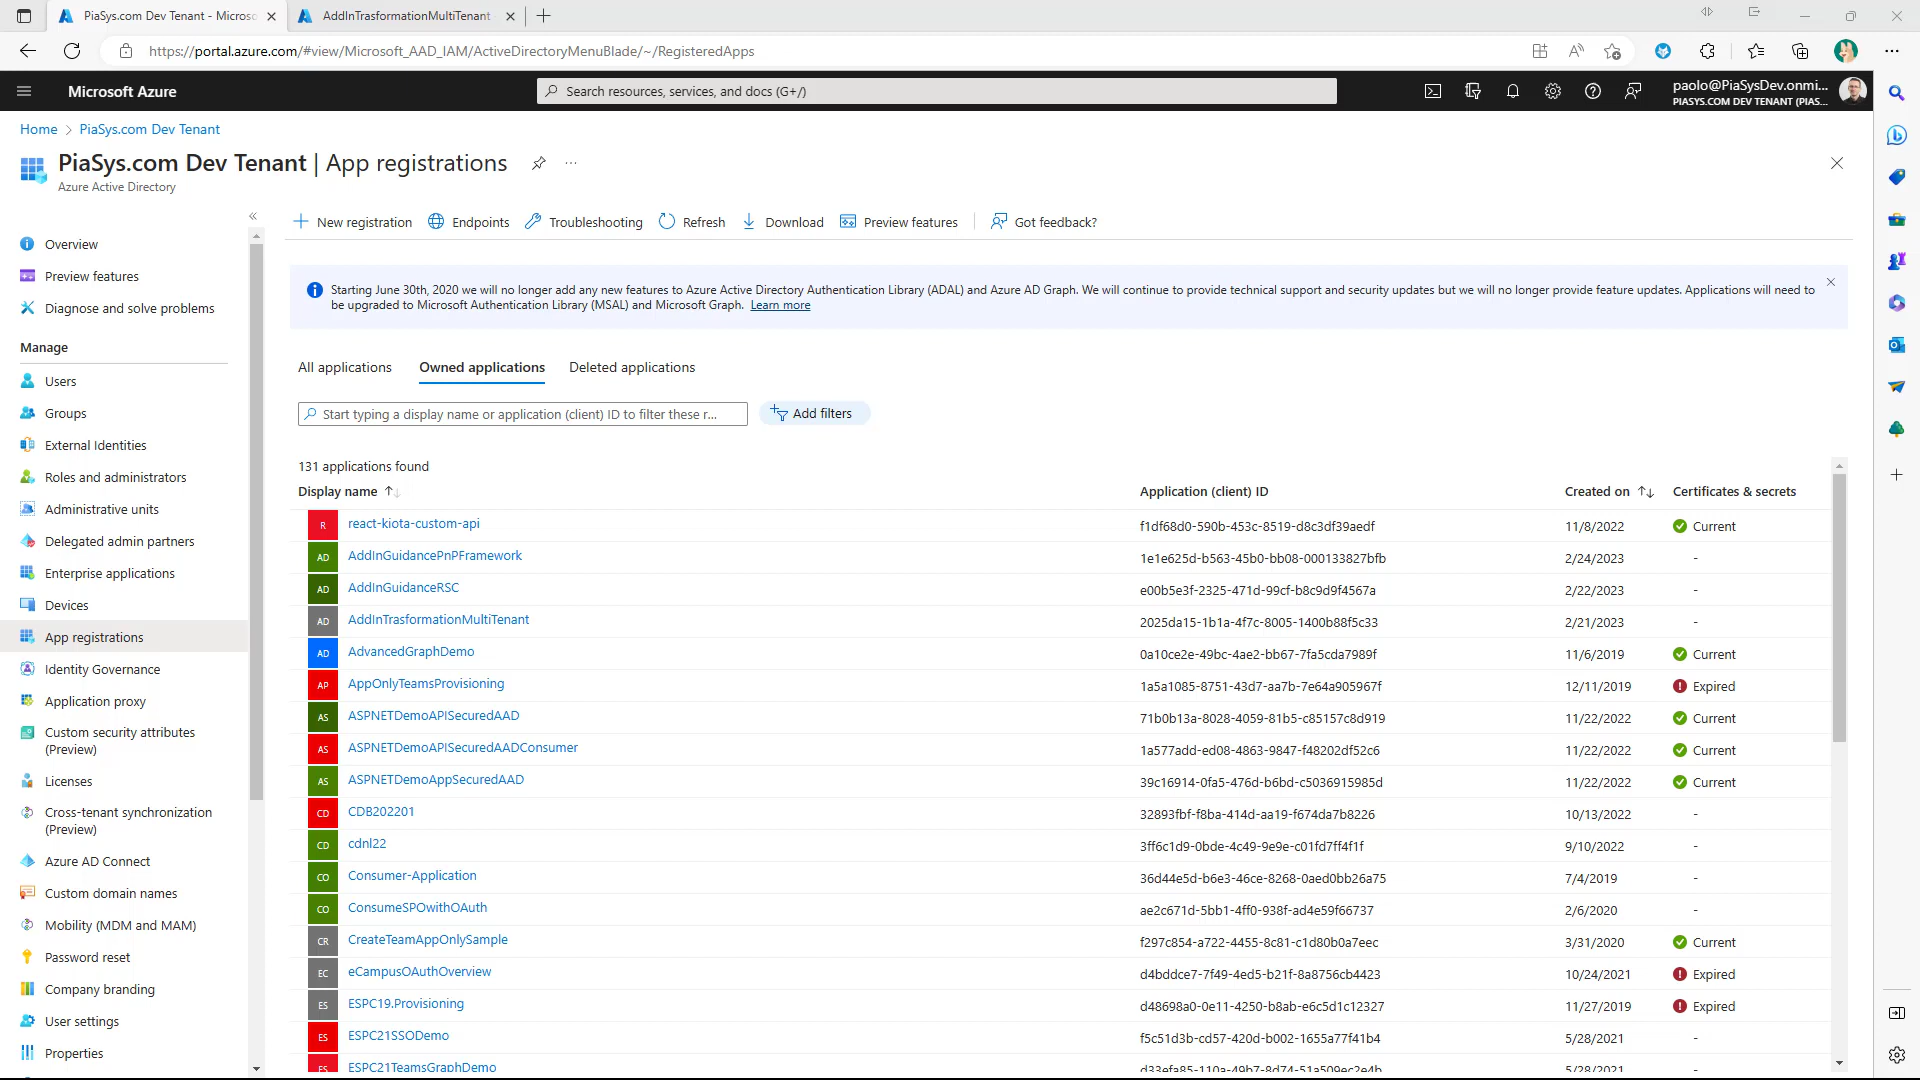 PiaSys.com Dev Tenant - Microso
AddInTrasformationMultiTenant
https://portal.azure.com/#view/Microsoft_AAD_IAM/ActiveDirectoryMenuBlade/~/RegisteredApps
Microsoft Azure
Search resources, services, and docs (G+/)
paolo@PiaSysDev.onmi...
PIASYS.COM DEV TENANT (PIAS...
Home > PiaSys.com Dev Tenant
PiaSys.com Dev Tenant | App registrations
Azure Active Directory
New registration
Endpoints
Troubleshooting
Refresh
Download
Preview features
Got feedback?
Overview
Preview features
Diagnose and solve problems
Manage
Users
Groups
External Identities
Roles and administrators
Administrative units
Delegated admin partners
Enterprise applications
Devices
App registrations
Identity Governance
Application proxy
Custom security attributes
(Preview)
Licenses
Cross-tenant synchronization
(Preview)
Azure AD Connect
Custom domain names
Mobility (MDM and MAM)
Password reset
Company branding
User settings
Properties
Starting June 30th, 2020 we will no longer add any new features to Azure Active Directory Authentication Library (ADAL) and Azure AD Graph. We will continue to provide technical support and security updates but we will no longer provide feature updates. Applications will need to
be upgraded to Microsoft Authentication Library (MSAL) and Microsoft Graph. Learn more
All applications Owned applications Deleted applications
Start typing a display name or application (client) ID to filter these r...
Add filters
131 applications found
Display name Application (client) ID Created on Certificates & secrets
R react-kiota-custom-api f1df68d0-590b-453c-8519-d8c3df39aedf 11/8/2022 Current
AD AddInGuidancePnPFramework 1e1e625d-b563-45b0-bb08-000133827bfb 2/24/2023 -
AD AddInGuidanceRSC e00b5e3f-2325-471d-99cf-b8c9d9f4567a 2/22/2023 -
AD AddInTrasformationMultiTenant 2025da15-1b1a-4f7c-8005-1400b88f5c33 2/21/2023 -
AD AdvancedGraphDemo 0a10ce2e-49bc-4ae2-bb67-7fa5cda7989f 11/6/2019 Current
AP AppOnlyTeamsProvisioning 1a5a1085-8751-43d7-aa7b-7e64a905967f 12/11/2019 Expired
AS ASPNETDemoAPISecuredAAD 71b0b13a-8028-4059-81b5-c85157c8d919 11/22/2022 Current
AS ASPNETDemoAPISecuredAADConsumer 1a577add-ed08-4863-9847-f48202df52c6 11/22/2022 Current
AS ASPNETDemoAppSecuredAAD 39c16914-0fa5-476d-b6bd-c5036915985d 11/22/2022 Current
CD CDB202201 32893fbf-f8ba-414d-aa19-f674da7b8226 10/13/2022 -
CD cdnl22 3ff6c1d9-0bde-4c49-9e9e-c01fd7ff4f1f 9/10/2022 -
CO Consumer-Application 36d44e5d-b6e3-46ce-8268-0aed0bb26a75 7/4/2019 -
CO ConsumeSPOwithOAuth ae2c671d-5bb1-4ff0-938f-ad4e59f66737 2/6/2020 -
CR CreateTeamAppOnlySample f297c854-a722-4455-8c81-c1d80b0a7eec 3/31/2020 Current
EC eCampusOAuthOverview d4bddce7-7f49-4ed5-b21f-8a8756cb4423 10/24/2021 Expired
ES ESPC19.Provisioning d48698a0-0e11-4250-b8ab-e6c5d1c12327 11/27/2019 Expired
ES ESPC21SSODemo f5c51d3b-cd57-420d-b002-1655a77f41b4 5/28/2021 -
ES ESPC21TeamsGraphDemo d33efa85-110a-49b7-8d74-51a509ec2e4b 5/28/2021 -